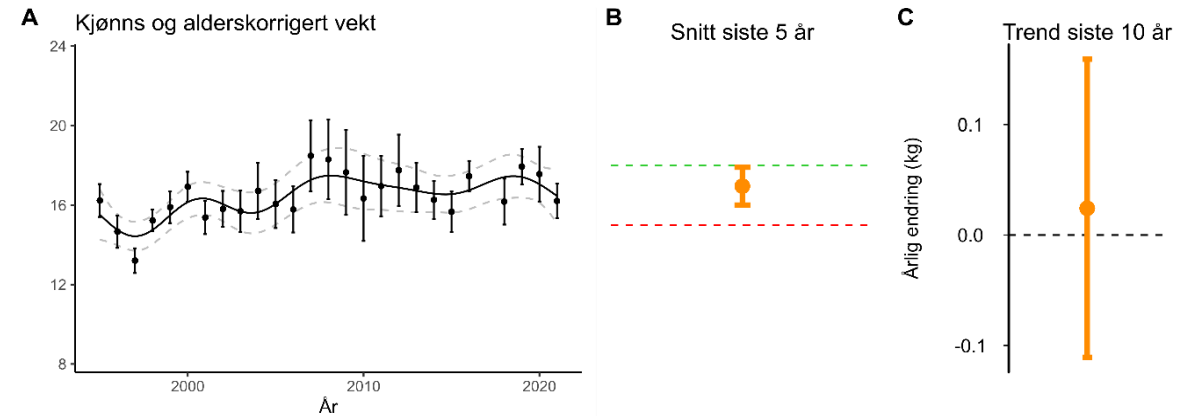 A
Kjønns og alderskorrigert vekt
24
20
16
12
8
2000
2010
2020
År
B
Snitt siste 5 år
C
Trend siste 10 år
Årlig endring (kg)
0.1
0.0
-0.1